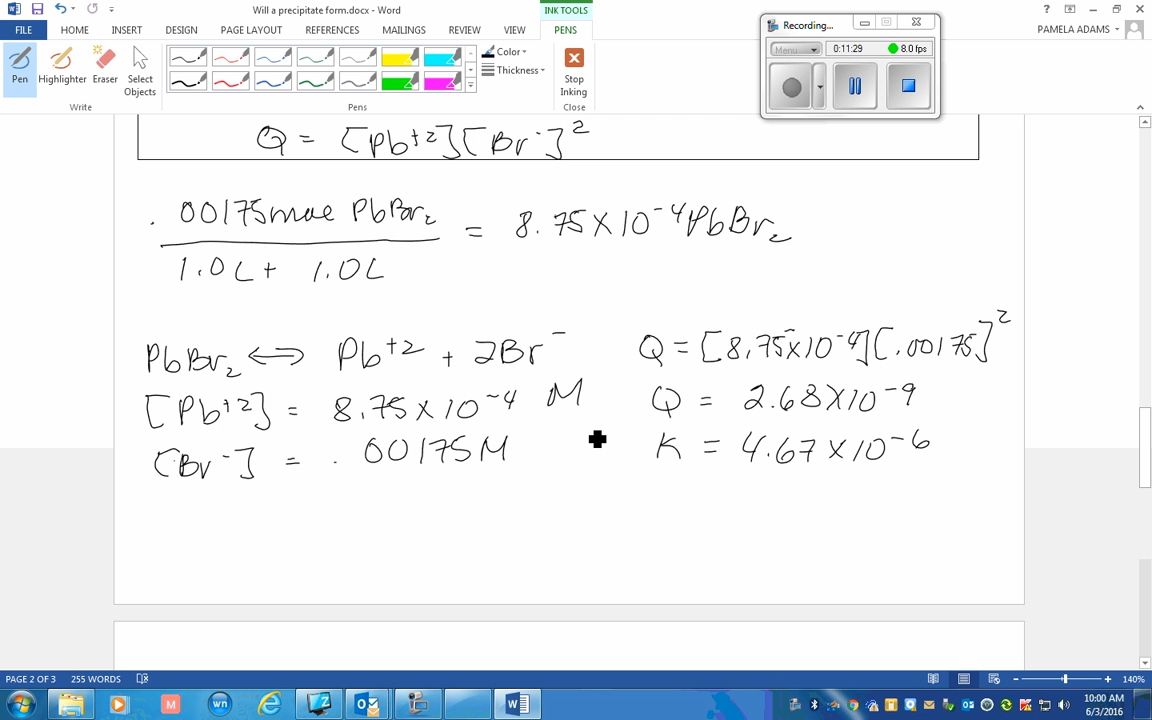 Will a precipitate form.docx - Word
INK TOOLS
FILE HOME INSERT DESIGN PAGE LAYOUT REFERENCES MAILINGS REVIEW VIEW PENS
PAMELA ADAMS
Pen Highlighter Eraser Select Objects
Color
Thickness
Stop Inking
Write Pens Close
Recording...
Menu 0:11:29 8.0 fps
Q = [Pb+2][Br-]²
.00175mole PbBr₂ = 8.75 X 10⁻⁴ PbBr₂
1.0L + 1.0L
PbBr₂ ⟺ Pb+2 + 2Br⁻ Q = [8.75x10⁻⁴][.00175]²
[Pb+2] = 8.75 X 10⁻⁴ M Q = 2.68X10⁻⁹
[Br-] = .00175M K = 4.67 X 10⁻⁶
PAGE 2 OF 3 255 WORDS 140%
M wn
10:00 AM
6/3/2016